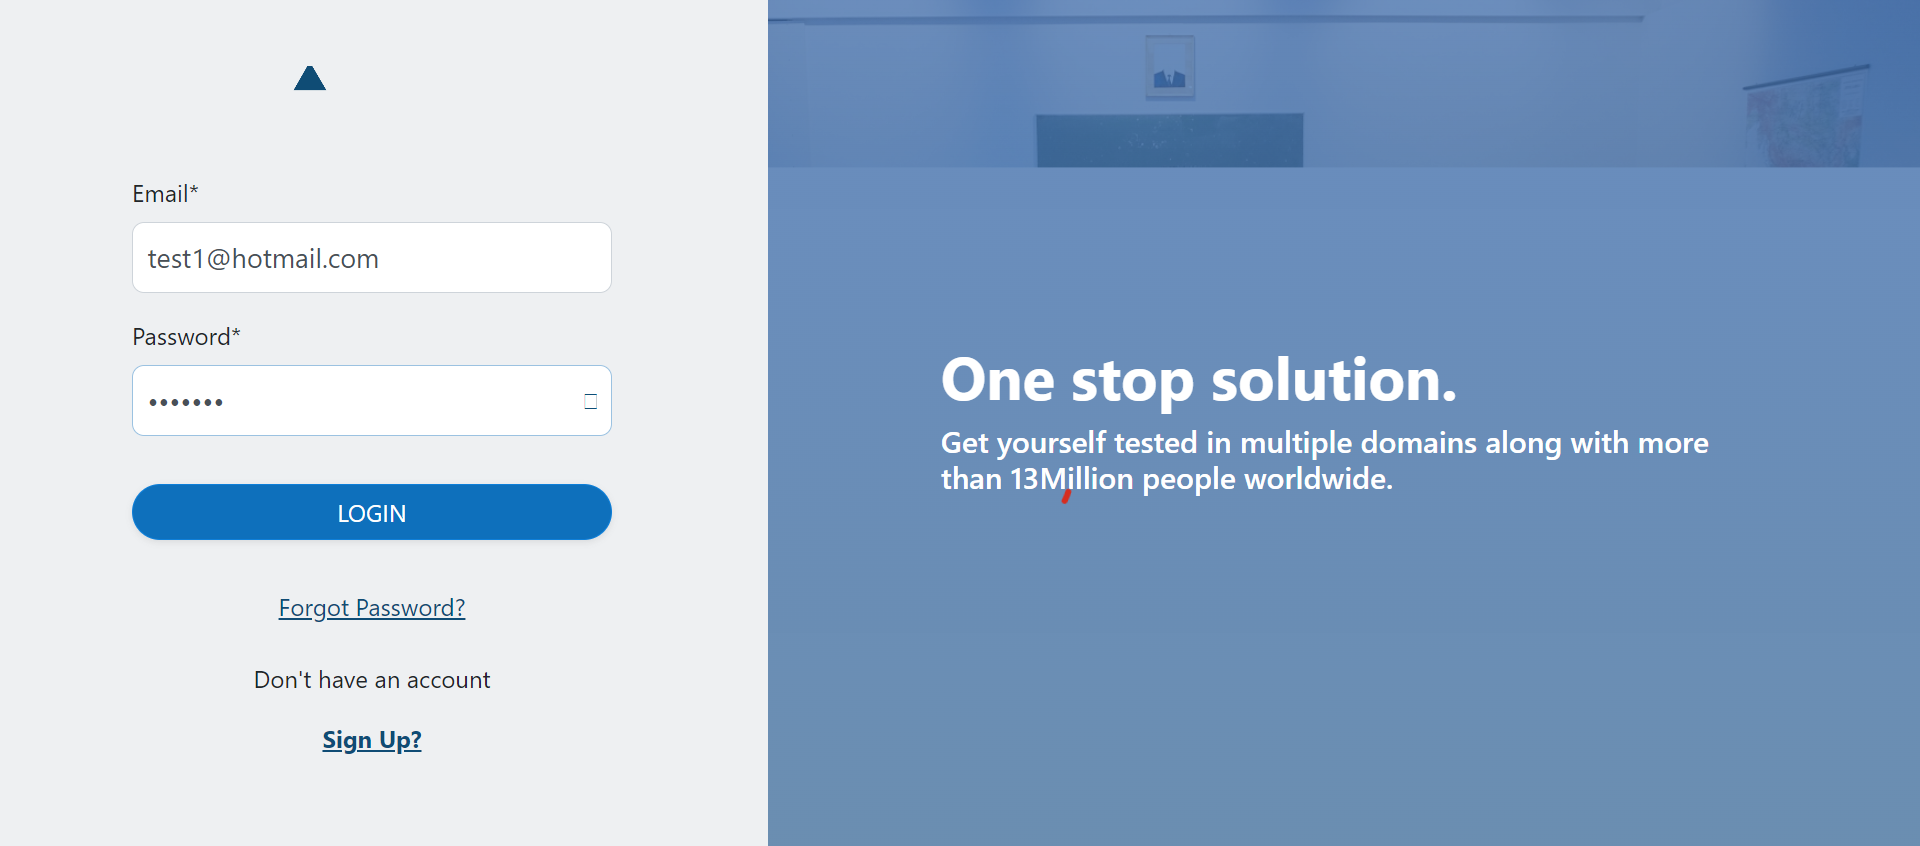 Email*
test1@hotmail.com
Password*
•••••••
LOGIN
Forgot Password?
Don't have an account
Sign Up?
One stop solution.
Get yourself tested in multiple domains along with more
than 13Million people worldwide.